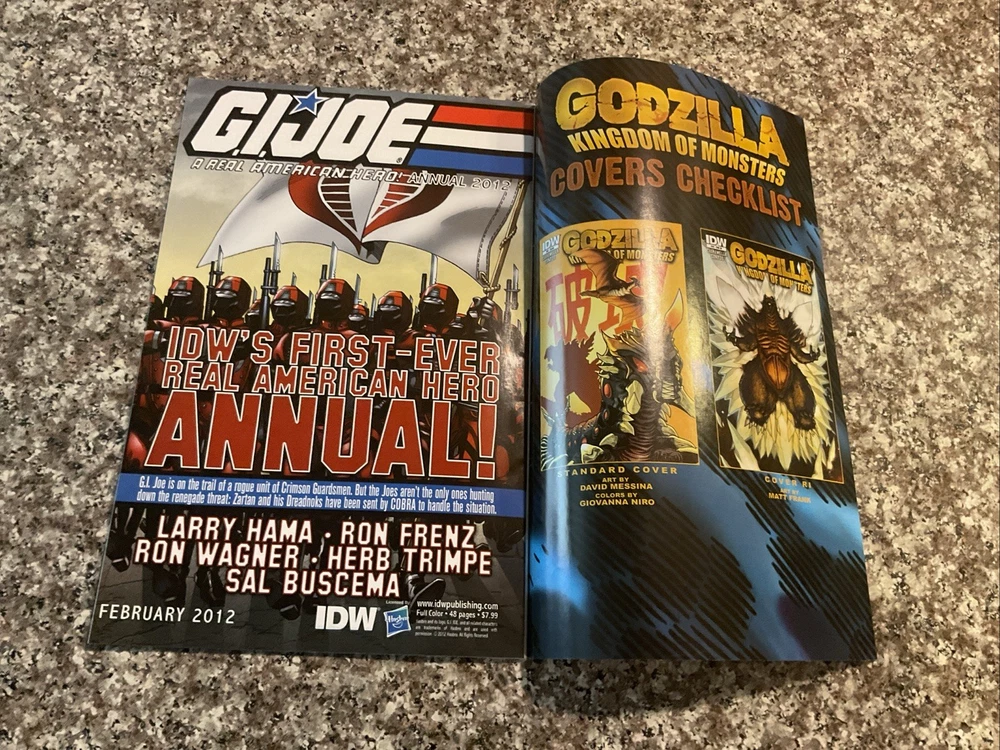 G.I. JOE
A REAL AMERICAN HERO! ANNUAL 2012
IDW'S FIRST-EVER
REAL AMERICAN HERO
ANNUAL!
G.I. Joe is on the trail of a rogue unit of Crimson Guardsmen. But the Joes aren't the only ones hunting
down the renegade threat: Zartan and his Dreadnoks have been sent by COBRA to handle the situation.
LARRY HAMA · RON FRENZ
RON WAGNER · HERB TRIMPE
SAL BUSCEMA
FEBRUARY 2012
IDW
Licensed By
Hasbro
www.idwpublishing.com
Full Color • 48 pages • $7.99
GODZILLA
KINGDOM OF MONSTERS
COVERS CHECKLIST
IDW
GODZILLA
KINGDOM OF MONSTERS
破
STANDARD COVER
ART BY
DAVID MESSINA
COLORS BY
GIOVANNA NIRO
IDW
GODZILLA
KINGDOM OF MONSTERS
COVER RI
ART BY
MATT FRANK